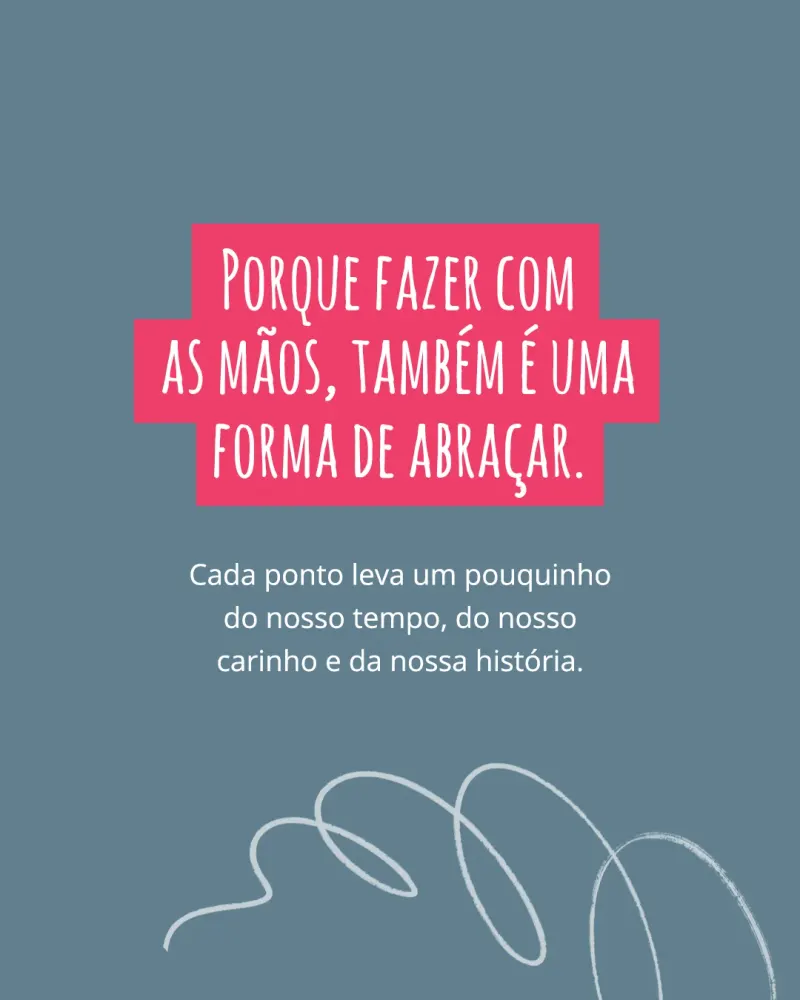 Porque fazer com
as mãos, também é uma
forma de abraçar.
Cada ponto leva um pouquinho
do nosso tempo, do nosso
carinho e da nossa história.